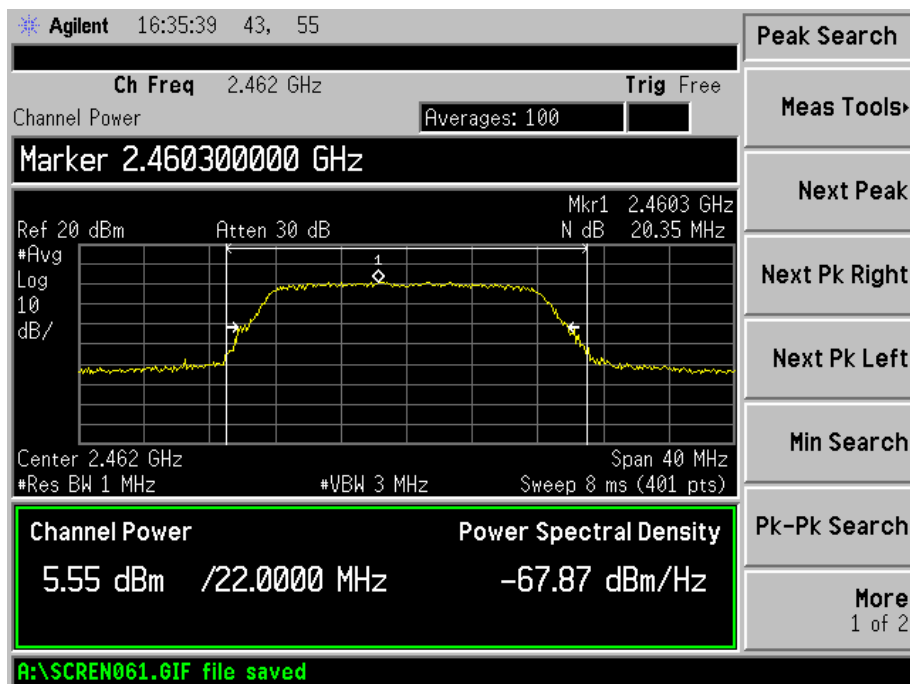 Agilent 16:35:39 43, 55
Peak Search
Ch Freq 2.462 GHz Trig Free
Channel Power Averages: 100
Meas Tools
Marker 2.460300000 GHz
Next Peak
Mkr1 2.4603 GHz
Ref 20 dBm Atten 30 dB N dB 20.35 MHz
#Avg
Log
10
dB/
1
Next Pk Right
Next Pk Left
Center 2.462 GHz Span 40 MHz
#Res BW 1 MHz #VBW 3 MHz Sweep 8 ms (401 pts)
Min Search
Channel Power Power Spectral Density
5.55 dBm /22.0000 MHz -67.87 dBm/Hz
Pk-Pk Search
More
1 of 2
A:\SCREN061.GIF file saved